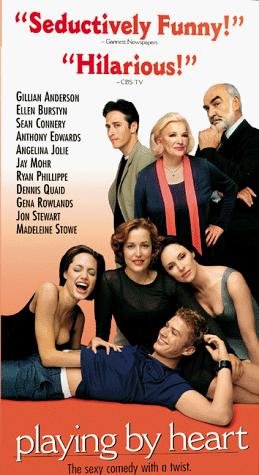 "Seductively Funny!"
–Gannett Newspapers
"Hilarious!"
–CBS-TV
GILLIAN ANDERSON
ELLEN BURSTYN
SEAN CONNERY
ANTHONY EDWARDS
ANGELINA JOLIE
JAY MOHR
RYAN PHILLIPPE
DENNIS QUAID
GENA ROWLANDS
JON STEWART
MADELEINE STOWE
playing by heart
The sexy comedy with a twist.